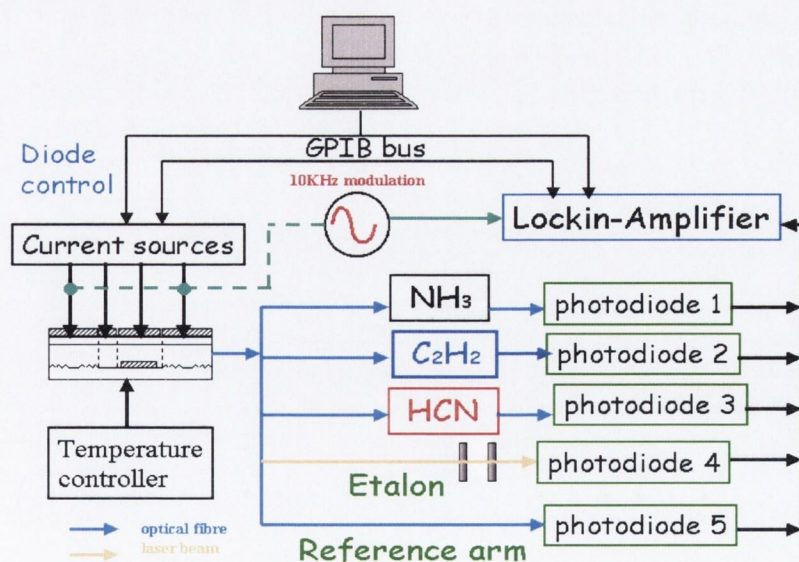 GPIB bus
Diode
control
10KHz modulation
Lockin-Amplifier
Current sources
NH₃
photodiode 1
C₂H₂
photodiode 2
HCN
photodiode 3
Temperature
controller
Etalon
photodiode 4
optical fibre
laser beam
photodiode 5
Reference arm